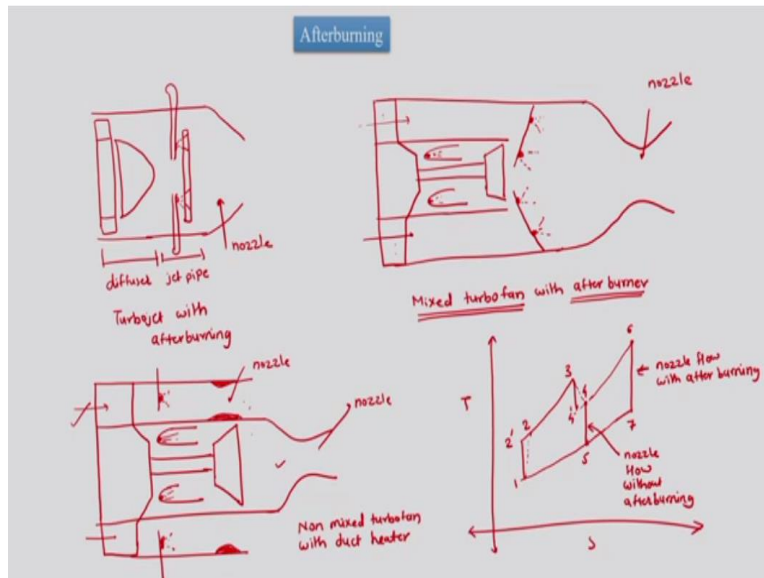 Afterburning
diffuser jet pipe
nozzle
Turbojet with
afterburning
nozzle
Mixed turbofan with afterburner
nozzle
nozzle
Non mixed turbofan
with duct heater
T
6
3
4
4'
2
2'
1
5
7
nozzle flow
with after burning
nozzle
flow
without
afterburning
S